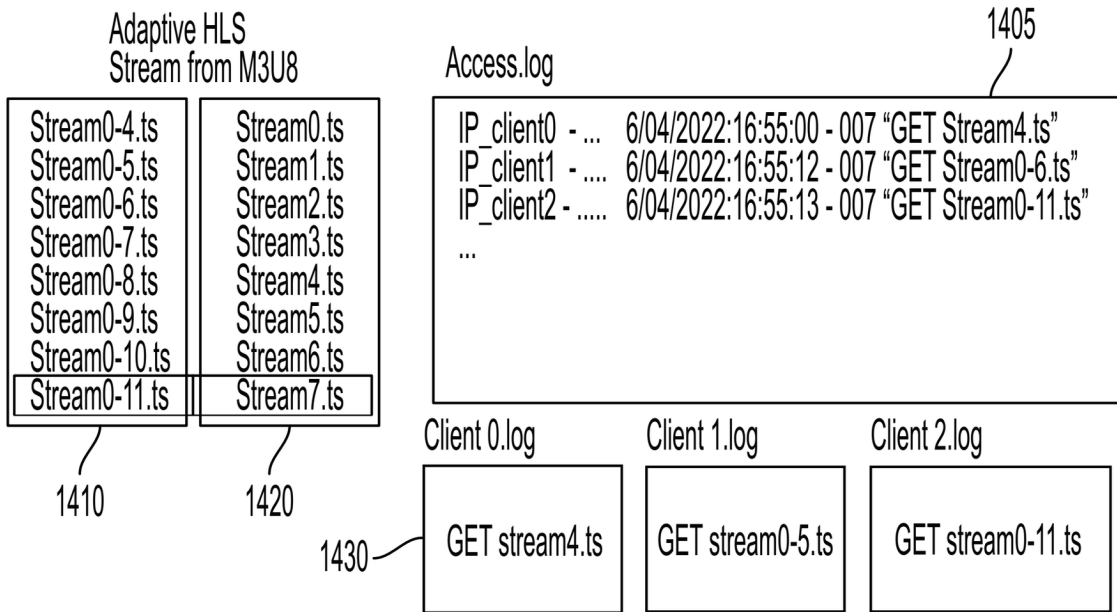 Adaptive HLS
Stream from M3U8
Stream0-4.ts
Stream0-5.ts
Stream0-6.ts
Stream0-7.ts
Stream0-8.ts
Stream0-9.ts
Stream0-10.ts
Stream0-11.ts
1410
Stream0.ts
Stream1.ts
Stream2.ts
Stream3.ts
Stream4.ts
Stream5.ts
Stream6.ts
Stream7.ts
1420
1405
Access.log
IP_client0 - ... 6/04/2022:16:55:00 - 007 “GET Stream4.ts”
IP_client1 - .... 6/04/2022:16:55:12 - 007 “GET Stream0-6.ts”
IP_client2 - ..... 6/04/2022:16:55:13 - 007 “GET Stream0-11.ts”
...
Client 0.log
GET stream4.ts
1430
Client 1.log
GET stream0-5.ts
Client 2.log
GET stream0-11.ts